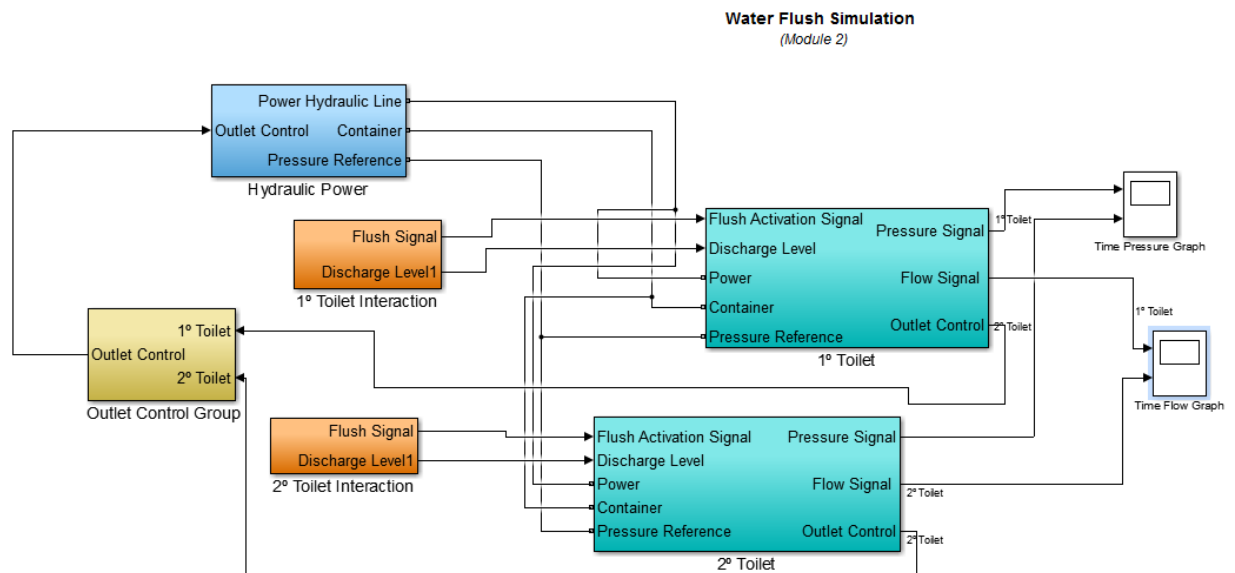 Water Flush Simulation
(Module 2)
Power Hydraulic Line
Outlet Control
Container
Pressure Reference
Hydraulic Power
Flush Signal
Discharge Level1
1º Toilet Interaction
Flush Activation Signal
Discharge Level
Power
Container
Pressure Reference
Pressure Signal
Flow Signal
Outlet Control
1º Toilet
1º Toilet
2º Toilet
Time Pressure Graph
1º Toilet
Time Flow Graph
1º Toilet
Outlet Control
2º Toilet
Outlet Control Group
Flush Signal
Discharge Level1
2º Toilet Interaction
Flush Activation Signal
Discharge Level
Power
Container
Pressure Reference
Pressure Signal
Flow Signal
Outlet Control
2º Toilet
2º Toilet
2º Toilet